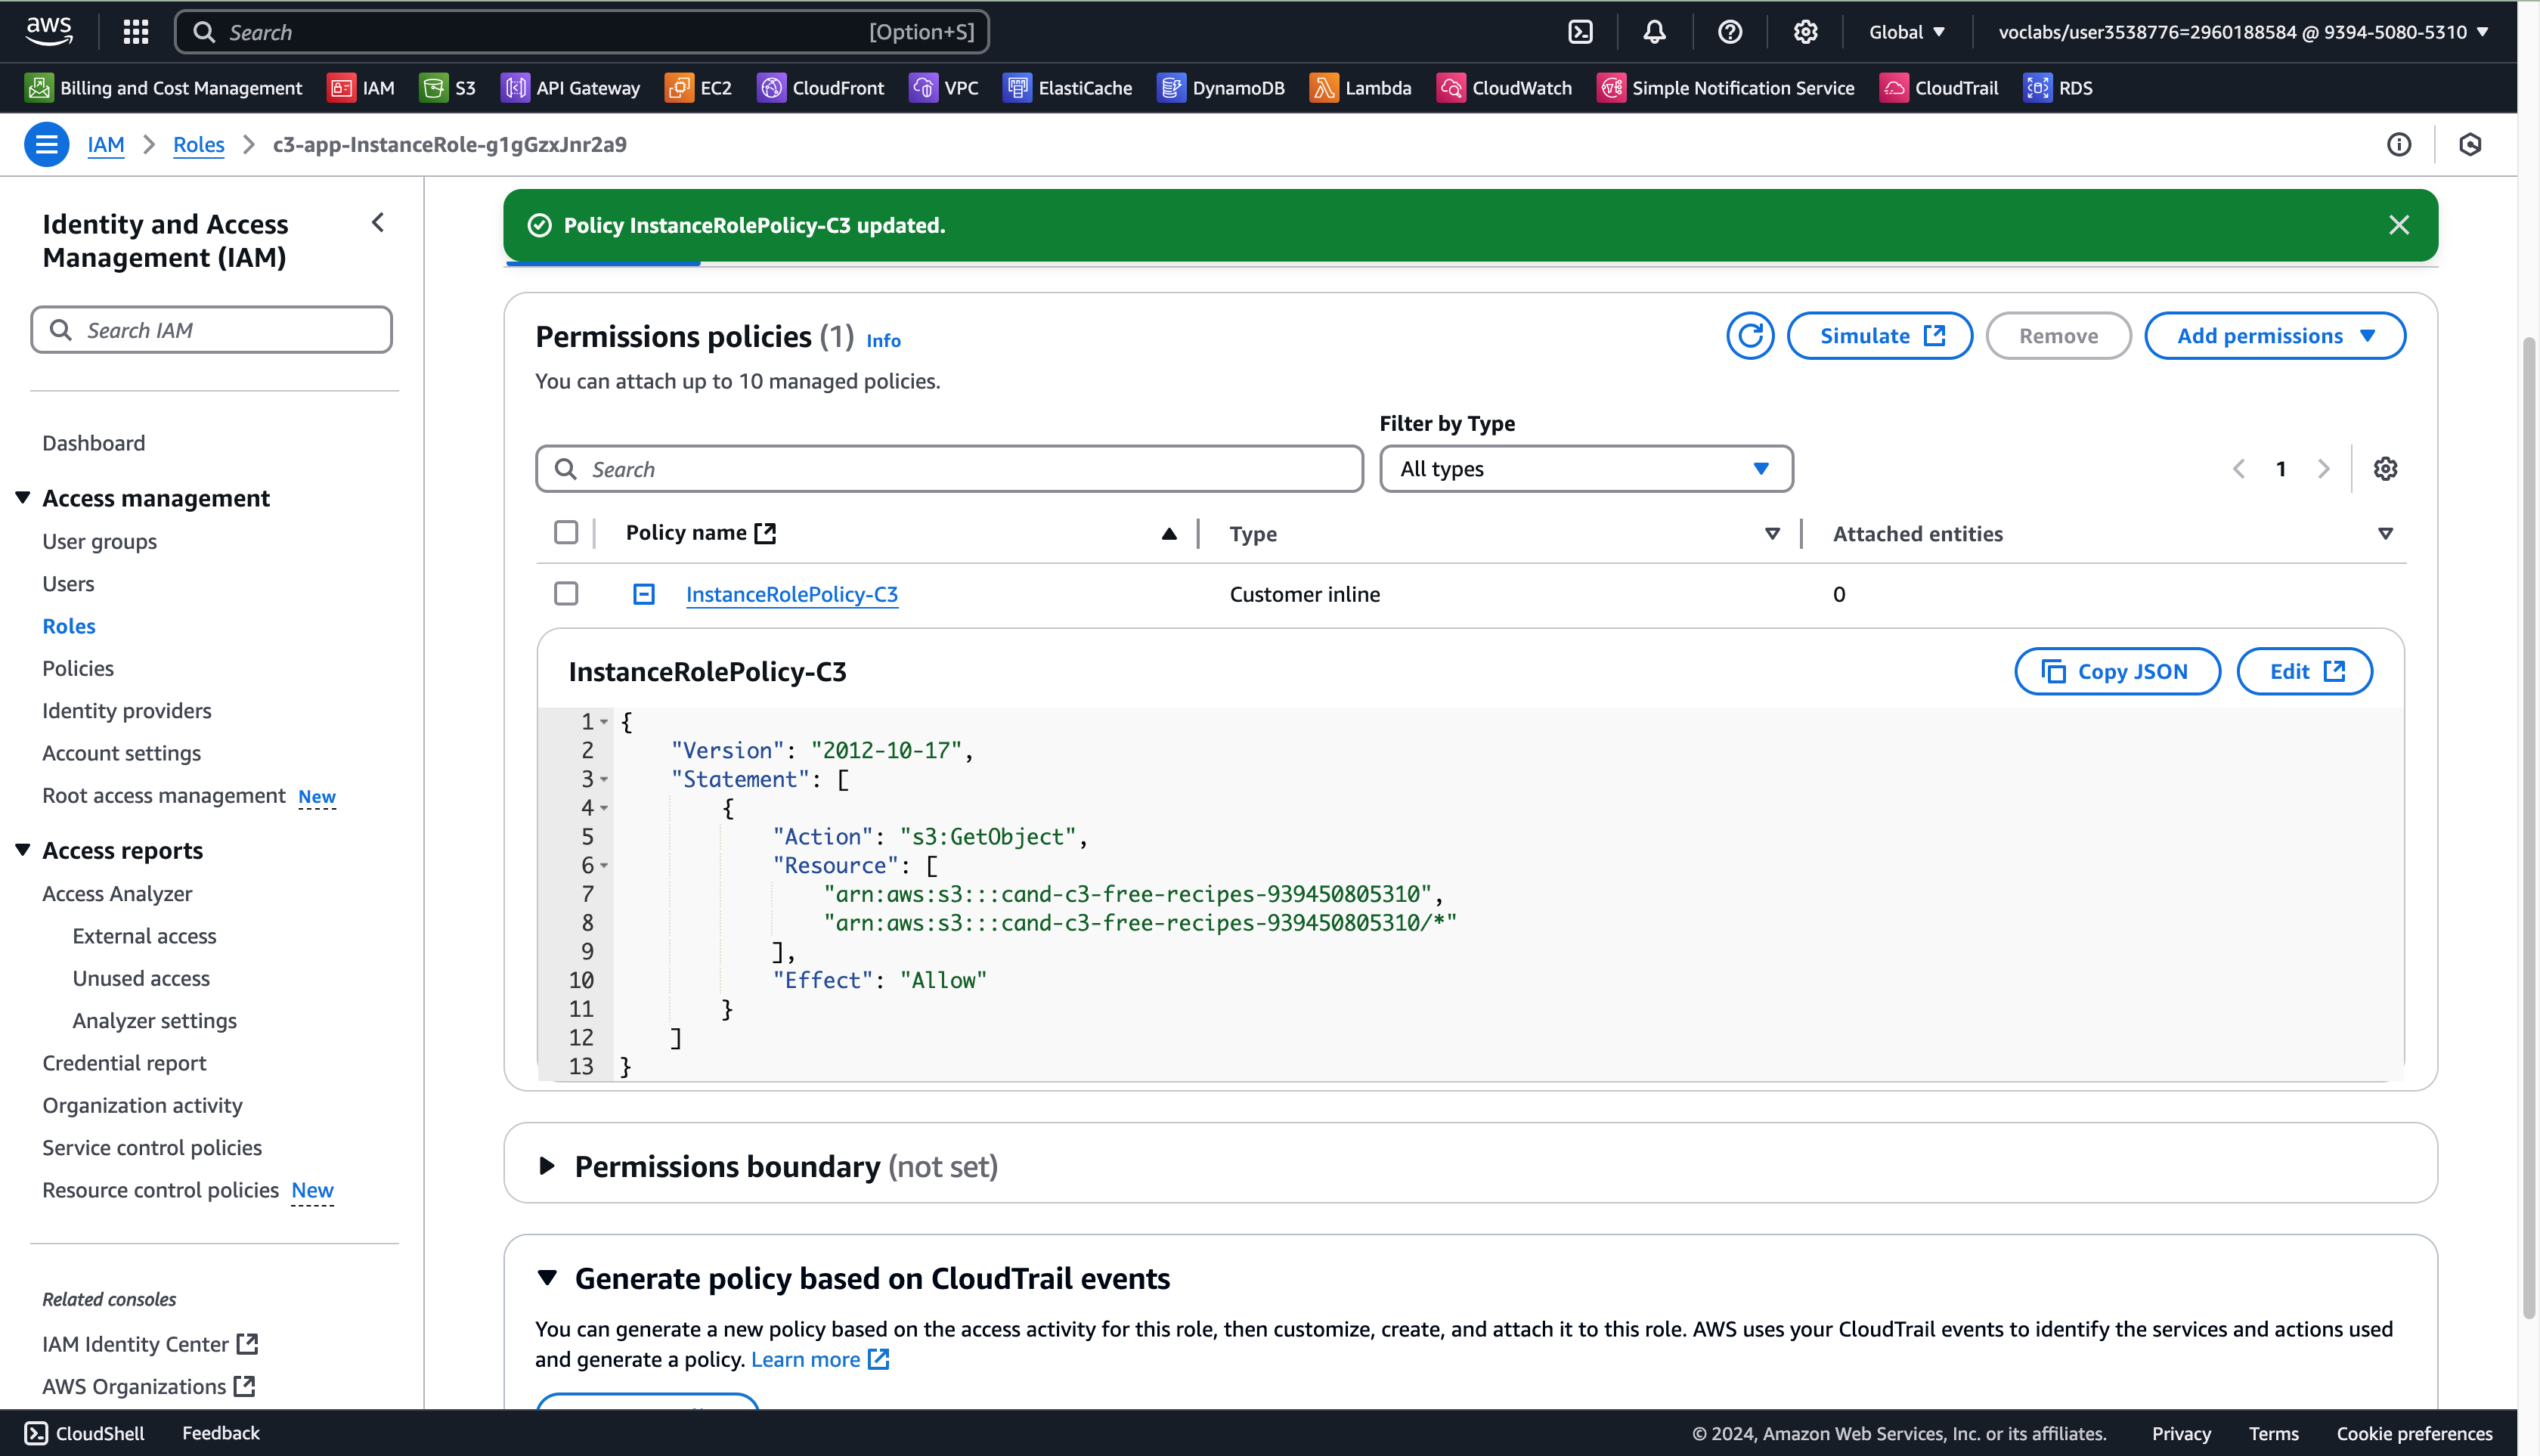 aws
Search
[Option+S]
Global
voclabs/user3538776=2960188584 @ 9394-5080-5310
Billing and Cost Management
IAM
S3
API Gateway
EC2
CloudFront
VPC
ElastiCache
DynamoDB
Lambda
CloudWatch
Simple Notification Service
CloudTrail
RDS
IAM
Roles
c3-app-InstanceRole-g1gGzxJnr2a9
Identity and Access
Management (IAM)
Search IAM
Dashboard
Access management
User groups
Users
Roles
Policies
Identity providers
Account settings
Root access management New
Access reports
Access Analyzer
External access
Unused access
Analyzer settings
Credential report
Organization activity
Service control policies
Resource control policies New
Related consoles
IAM Identity Center
AWS Organizations
Policy InstanceRolePolicy-C3 updated.
Permissions policies (1) Info
You can attach up to 10 managed policies.
Simulate
Remove
Add permissions
Filter by Type
Search
All types
1
Policy name
Type
Attached entities
InstanceRolePolicy-C3
Customer inline
0
InstanceRolePolicy-C3
Copy JSON
Edit
1 {
2 "Version": "2012-10-17",
3 "Statement": [
4 {
5 "Action": "s3:GetObject",
6 "Resource": [
7 "arn:aws:s3:::cand-c3-free-recipes-939450805310",
8 "arn:aws:s3:::cand-c3-free-recipes-939450805310/*"
9 ],
10 "Effect": "Allow"
11 }
12 ]
13 }
Permissions boundary (not set)
Generate policy based on CloudTrail events
You can generate a new policy based on the access activity for this role, then customize, create, and attach it to this role. AWS uses your CloudTrail events to identify the services and actions used
and generate a policy. Learn more
CloudShell
Feedback
© 2024, Amazon Web Services, Inc. or its affiliates.
Privacy
Terms
Cookie preferences